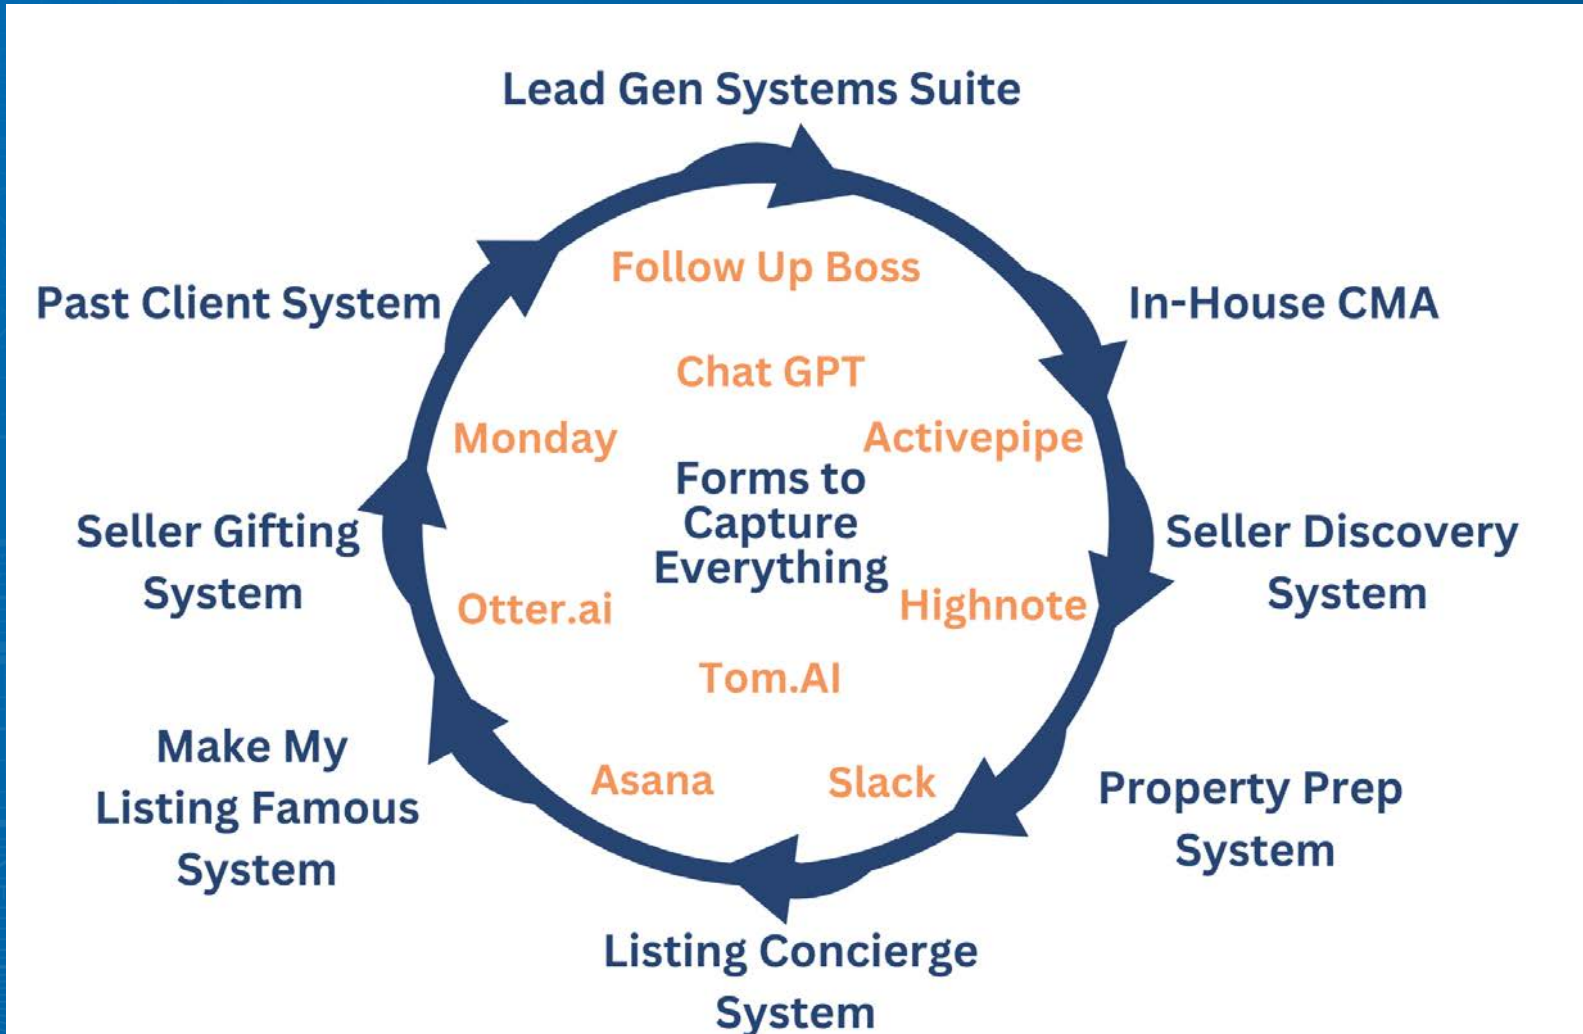 Lead Gen Systems Suite
Follow Up Boss
Past Client System
In-House CMA
Chat GPT
Monday
Activepipe
Forms to
Capture
Everything
Seller Gifting
System
Seller Discovery
System
Otter.ai
Highnote
Tom.AI
Make My
Listing Famous
System
Asana
Slack
Property Prep
System
Listing Concierge
System